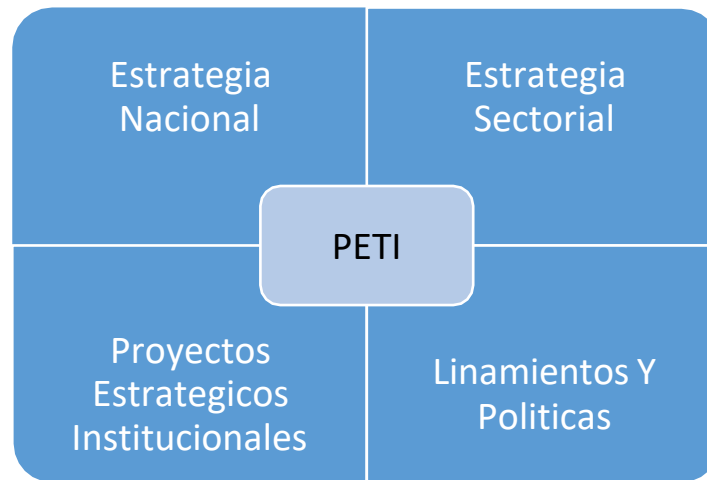 Estrategia
Nacional
Estrategia
Sectorial
PETI
Proyectos
Estrategicos
Institucionales
Linamientos Y
Politicas